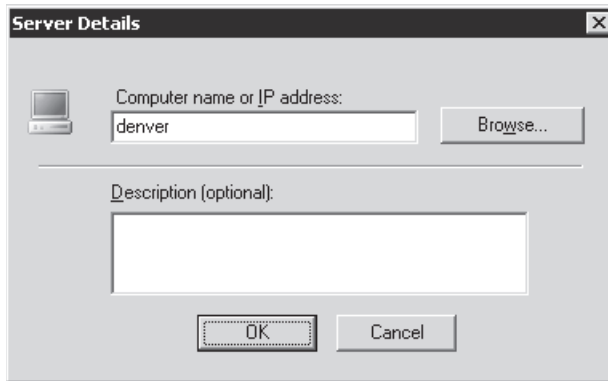 Server Details
Computer name or IP address:
denver
Browse...
Description (optional):
OK
Cancel